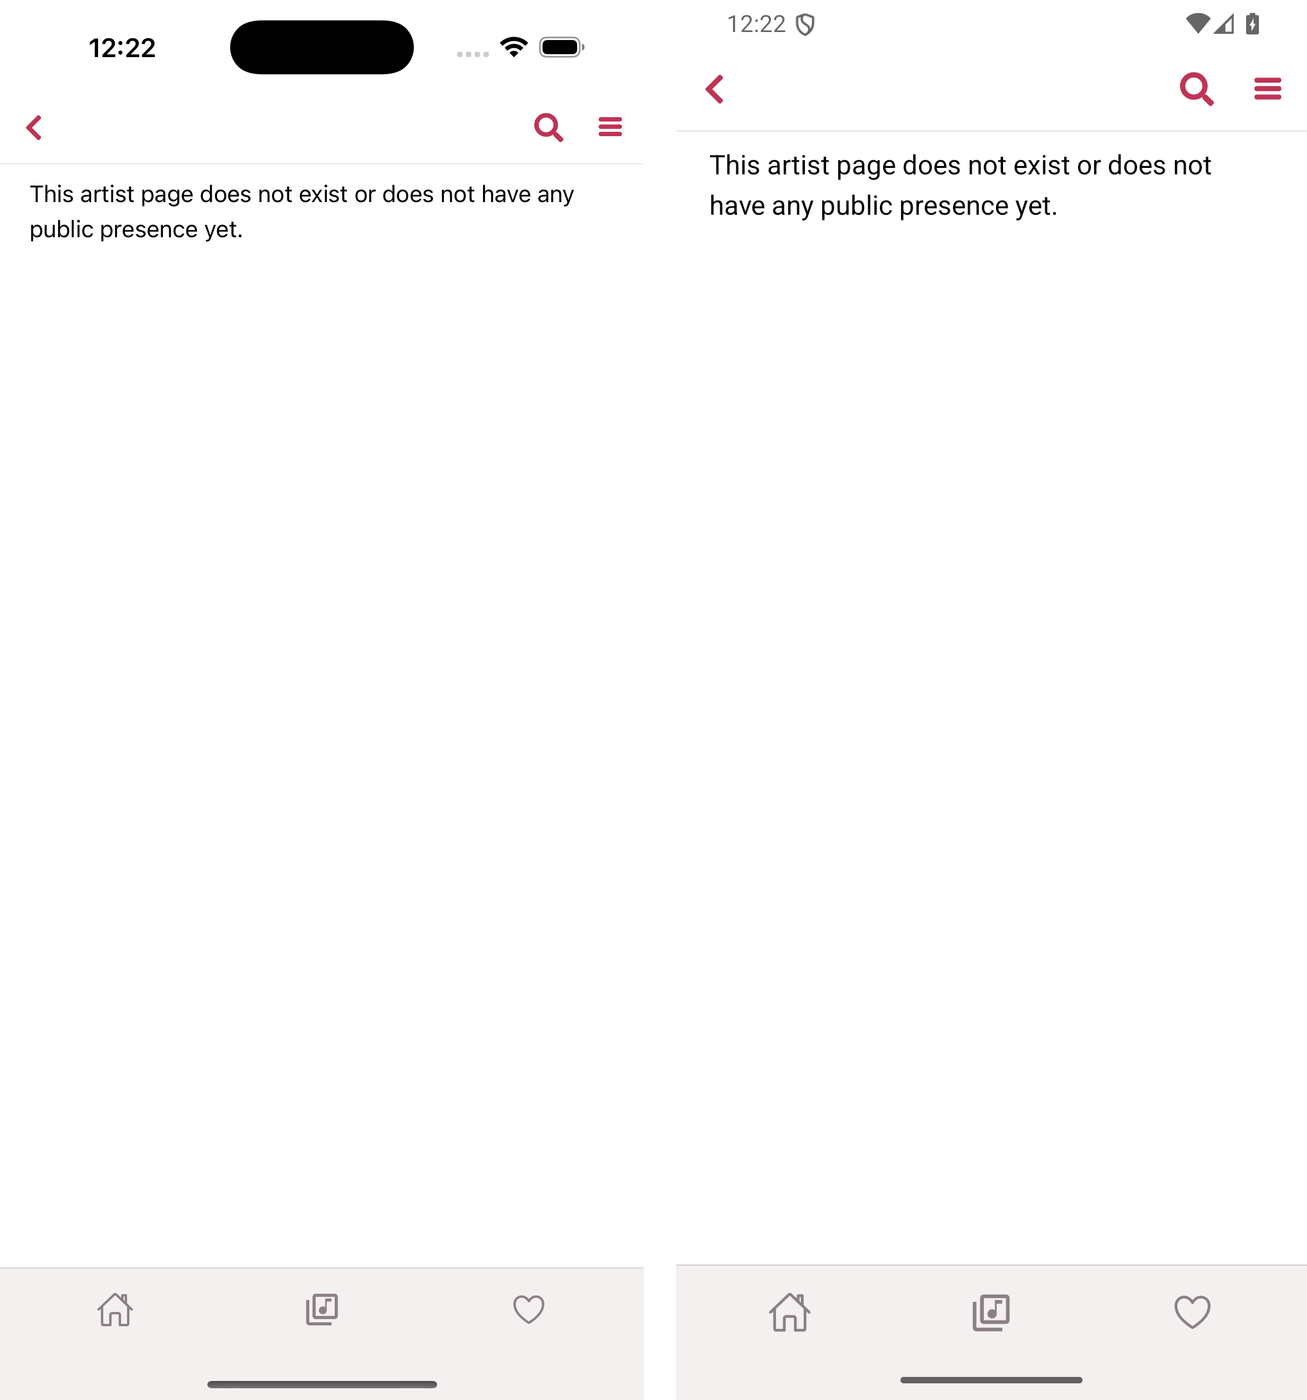 12:22
This artist page does not exist or does not have any
public presence yet.
12:22
This artist page does not exist or does not
have any public presence yet.